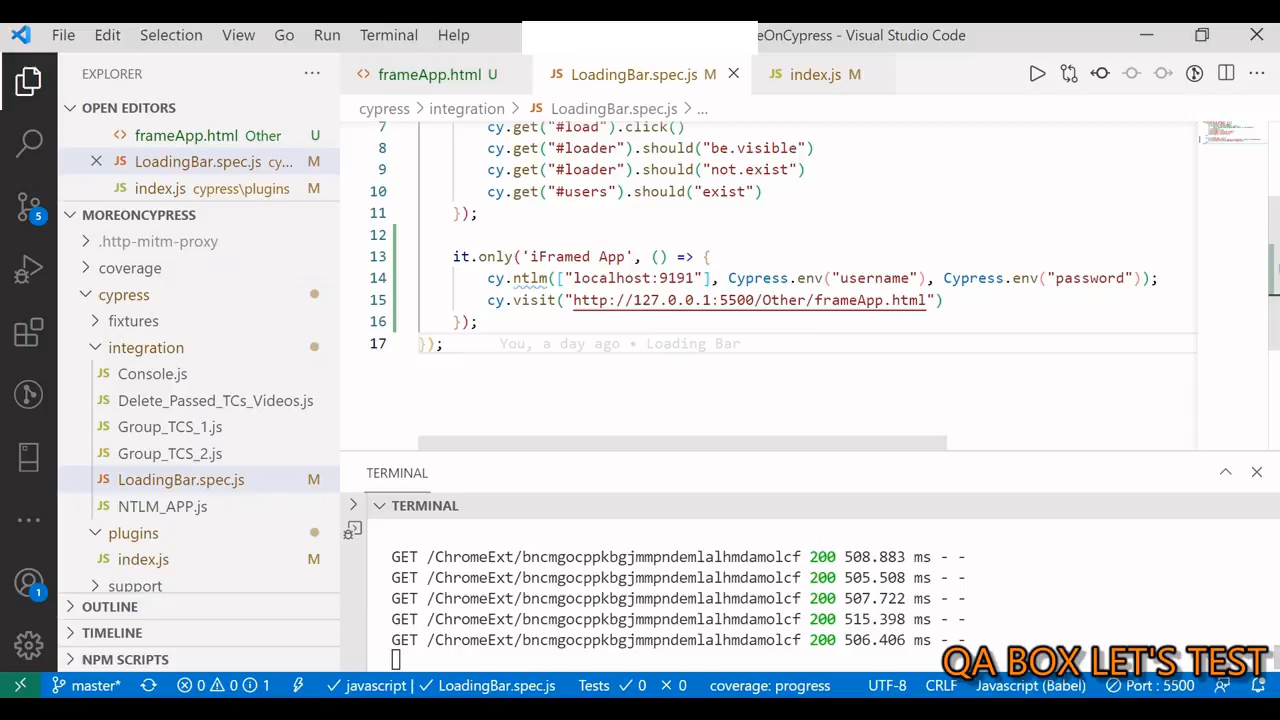 File Edit Selection View Go Run Terminal Help
eOnCypress - Visual Studio Code
EXPLORER
OPEN EDITORS
frameApp.html Other U
LoadingBar.spec.js cy... M
index.js cypress\plugins M
MOREONCYPRESS
.http-mitm-proxy
coverage
cypress
fixtures
integration
Console.js
Delete_Passed_TCs_Videos.js
Group_TCS_1.js
Group_TCS_2.js
LoadingBar.spec.js M
NTLM_APP.js
plugins
index.js M
support
OUTLINE
TIMELINE
NPM SCRIPTS
5
1
frameApp.html U
JS LoadingBar.spec.js M
JS index.js M
cypress > integration > JS LoadingBar.spec.js > ...
7 cy.get("#load").click()
8 cy.get("#loader").should("be.visible")
9 cy.get("#loader").should("not.exist")
10 cy.get("#users").should("exist")
11 });
12
13 it.only('iFramed App', () => {
14 cy.ntlm(["localhost:9191"], Cypress.env("username"), Cypress.env("password"));
15 cy.visit("http://127.0.0.1:5500/Other/frameApp.html")
16 });
17 }); You, a day ago • Loading Bar
TERMINAL
TERMINAL
GET /ChromeExt/bncmgocppkbgjmmpndemlalhmdamolcf 200 508.883 ms - -
GET /ChromeExt/bncmgocppkbgjmmpndemlalhmdamolcf 200 505.508 ms - -
GET /ChromeExt/bncmgocppkbgjmmpndemlalhmdamolcf 200 507.722 ms - -
GET /ChromeExt/bncmgocppkbgjmmpndemlalhmdamolcf 200 515.398 ms - -
GET /ChromeExt/bncmgocppkbgjmmpndemlalhmdamolcf 200 506.406 ms - -
QA BOX LET'S TEST
master* 0 0 1 javascript | LoadingBar.spec.js Tests 0 0 coverage: progress UTF-8 CRLF Javascript (Babel) Port : 5500